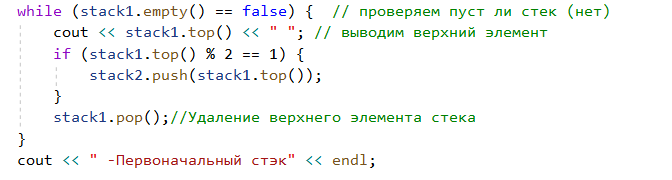 while (stack1.empty() == false) {  // проверяем пуст ли стек (нет)
    cout << stack1.top() << " "; // выводим верхний элемент
    if (stack1.top() % 2 == 1) {
        stack2.push(stack1.top());
    }
    stack1.pop();//Удаление верхнего элемента стека
}
cout << " -Первоначальный стэк" << endl;